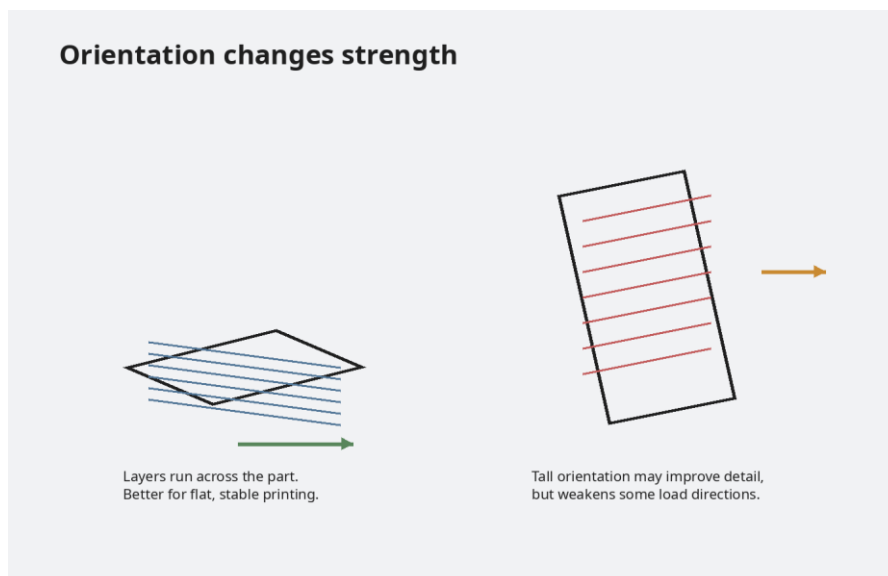 Orientation changes strength
Layers run across the part.
Better for flat, stable printing.
Tall orientation may improve detail,
but weakens some load directions.